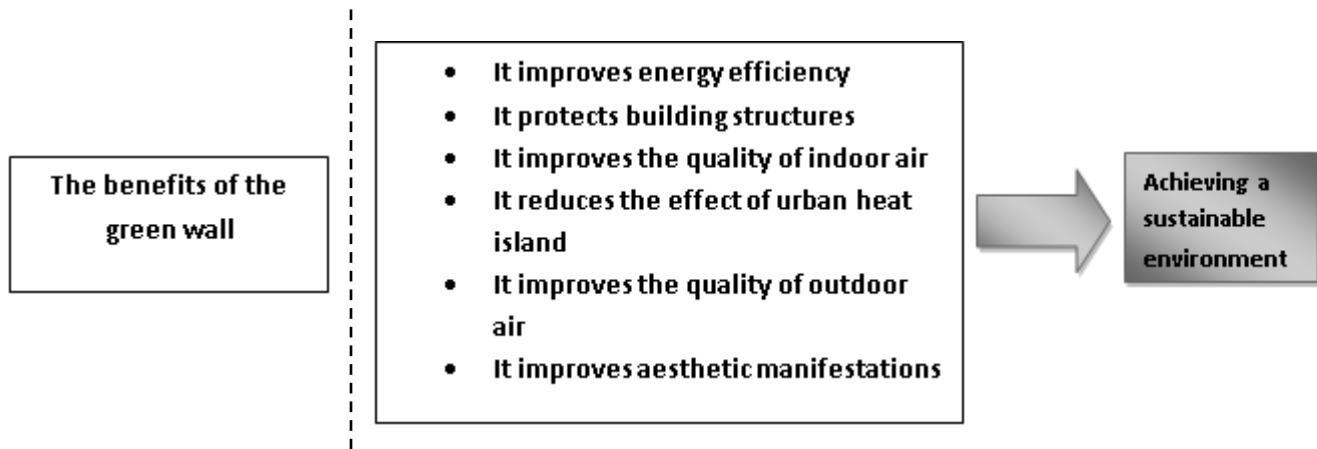 The benefits of the
green wall
• It improves energy efficiency
• It protects building structures
• It improves the quality of indoor air
• It reduces the effect of urban heat
island
• It improves the quality of outdoor
air
• It improves aesthetic manifestations
Achieving a
sustainable
environment